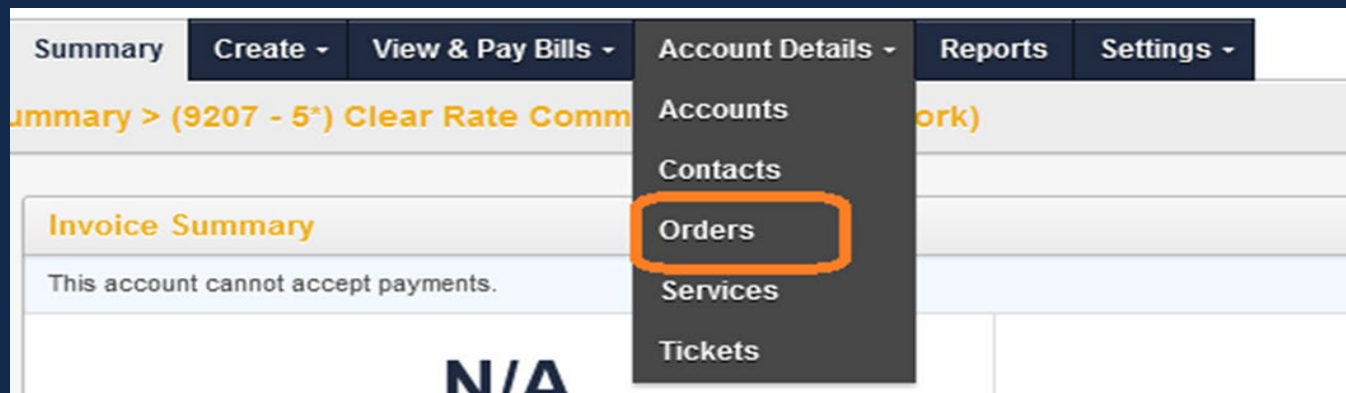 Summary Create View & Pay Bills Account Details Reports Settings
ummary > (9207 - 5*) Clear Rate Comm ork)
Accounts
Contacts
Invoice Summary
Orders
This account cannot accept payments.
Services
Tickets
N/A